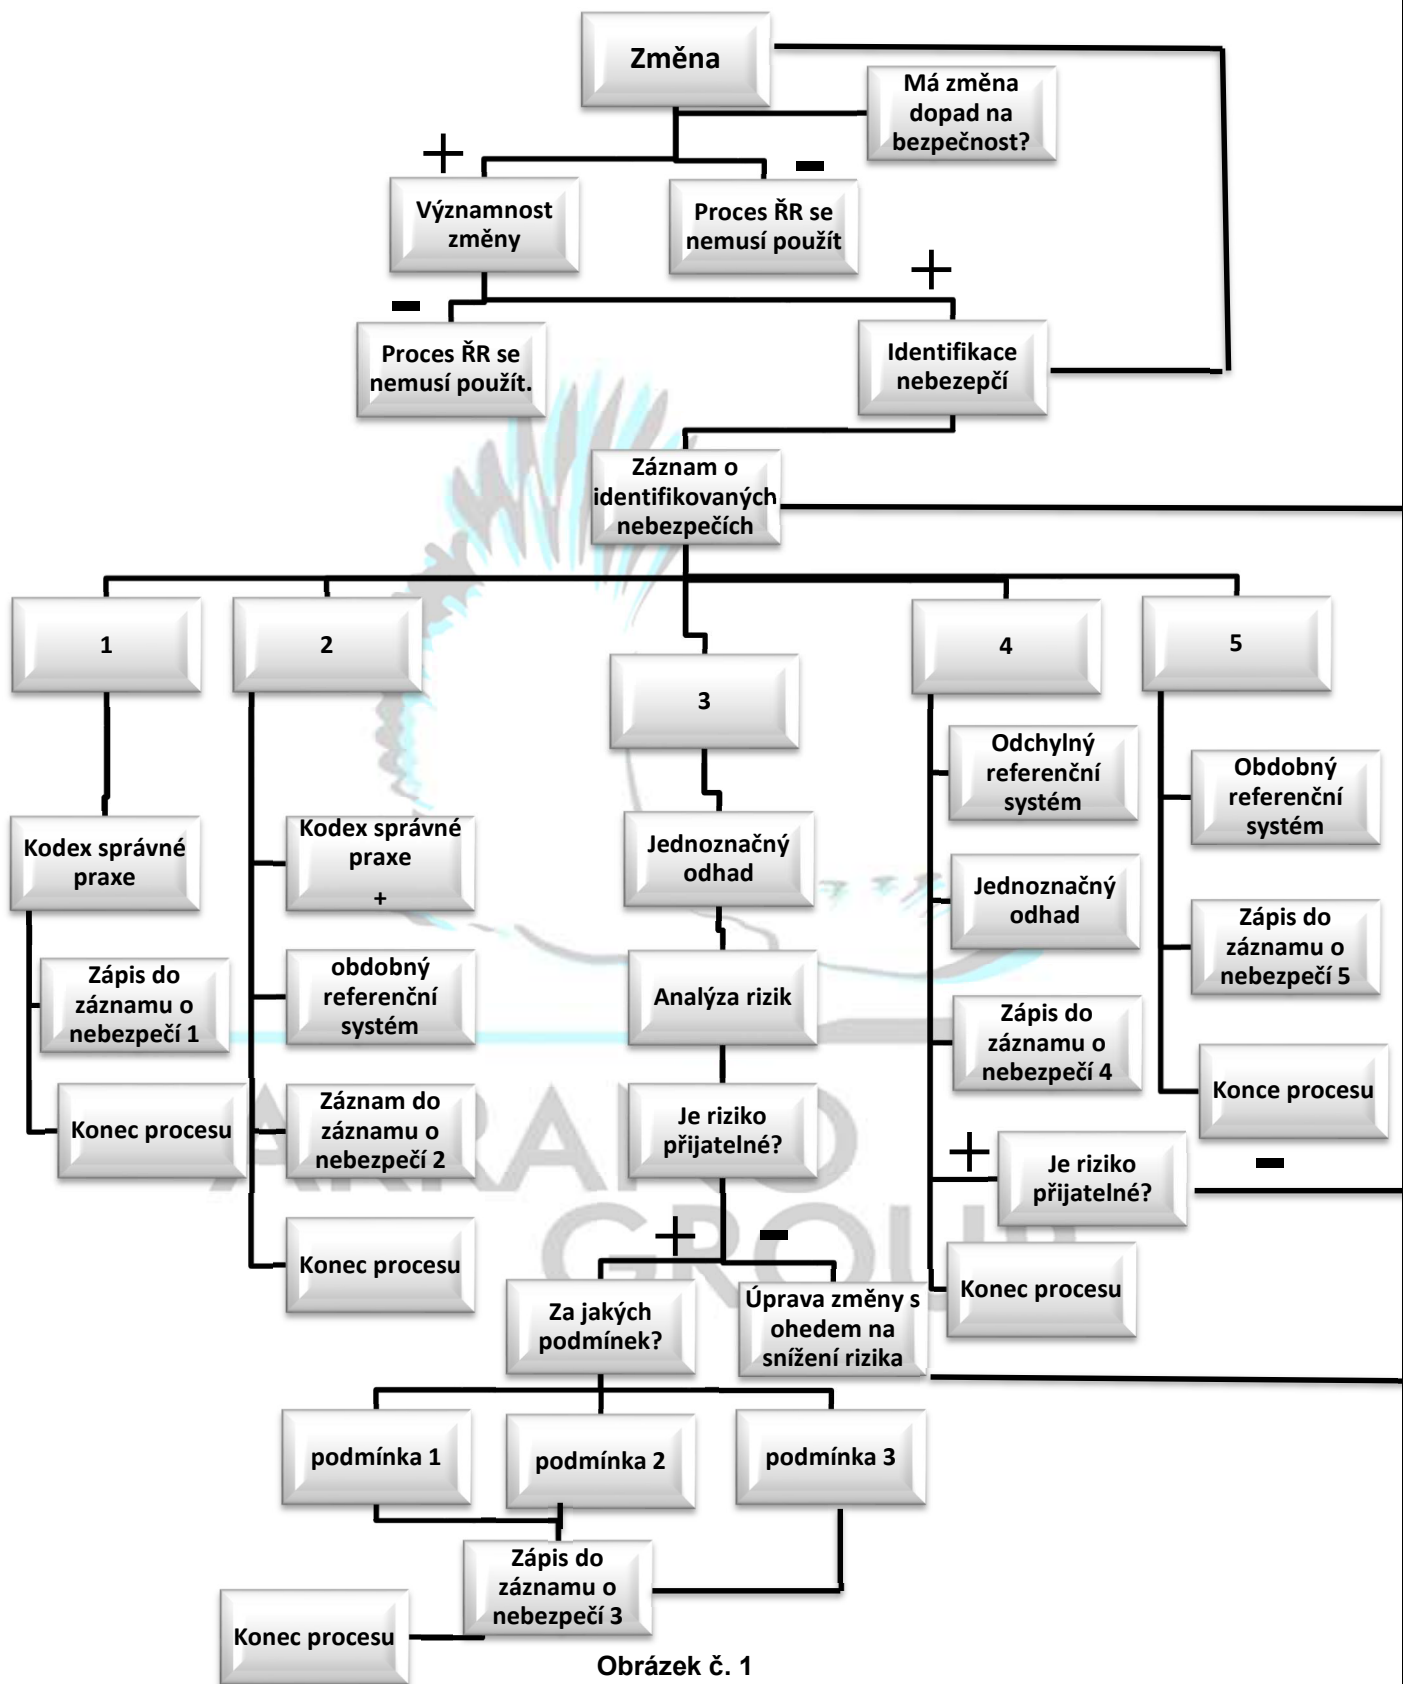 Změna
Má změna
dopad na
bezpečnost?
+
-
Významnost
změny
Proces ŘR se
nemusí použít
+
-
Proces ŘR se
nemusí použít.
Identifikace
nebezepčí
Záznam o
identifikovaných
nebezpečích
1
2
3
4
5
Kodex správné
praxe
Zápis do
záznamu o
nebezpečí 1
Konec procesu
Kodex správné
praxe
+
obdobný
referenční
systém
Záznam do
záznamu o
nebezpečí 2
Konec procesu
Jednoznačný
odhad
Analýza rizik
Je riziko
přijatelné?
+
-
Za jakých
podmínek?
Úprava změny s
ohedem na
snížení rizika
podmínka 1
podmínka 2
podmínka 3
Zápis do
záznamu o
nebezpečí 3
Konec procesu
Odchylný
referenční
systém
Jednoznačný
odhad
Zápis do
záznamu o
nebezpečí 4
+
Je riziko
přijatelné?
-
Konec procesu
Obdobný
referenční
systém
Zápis do
záznamu o
nebezpečí 5
Konce procesu
ARRANO
GROUP
Obrázek č. 1